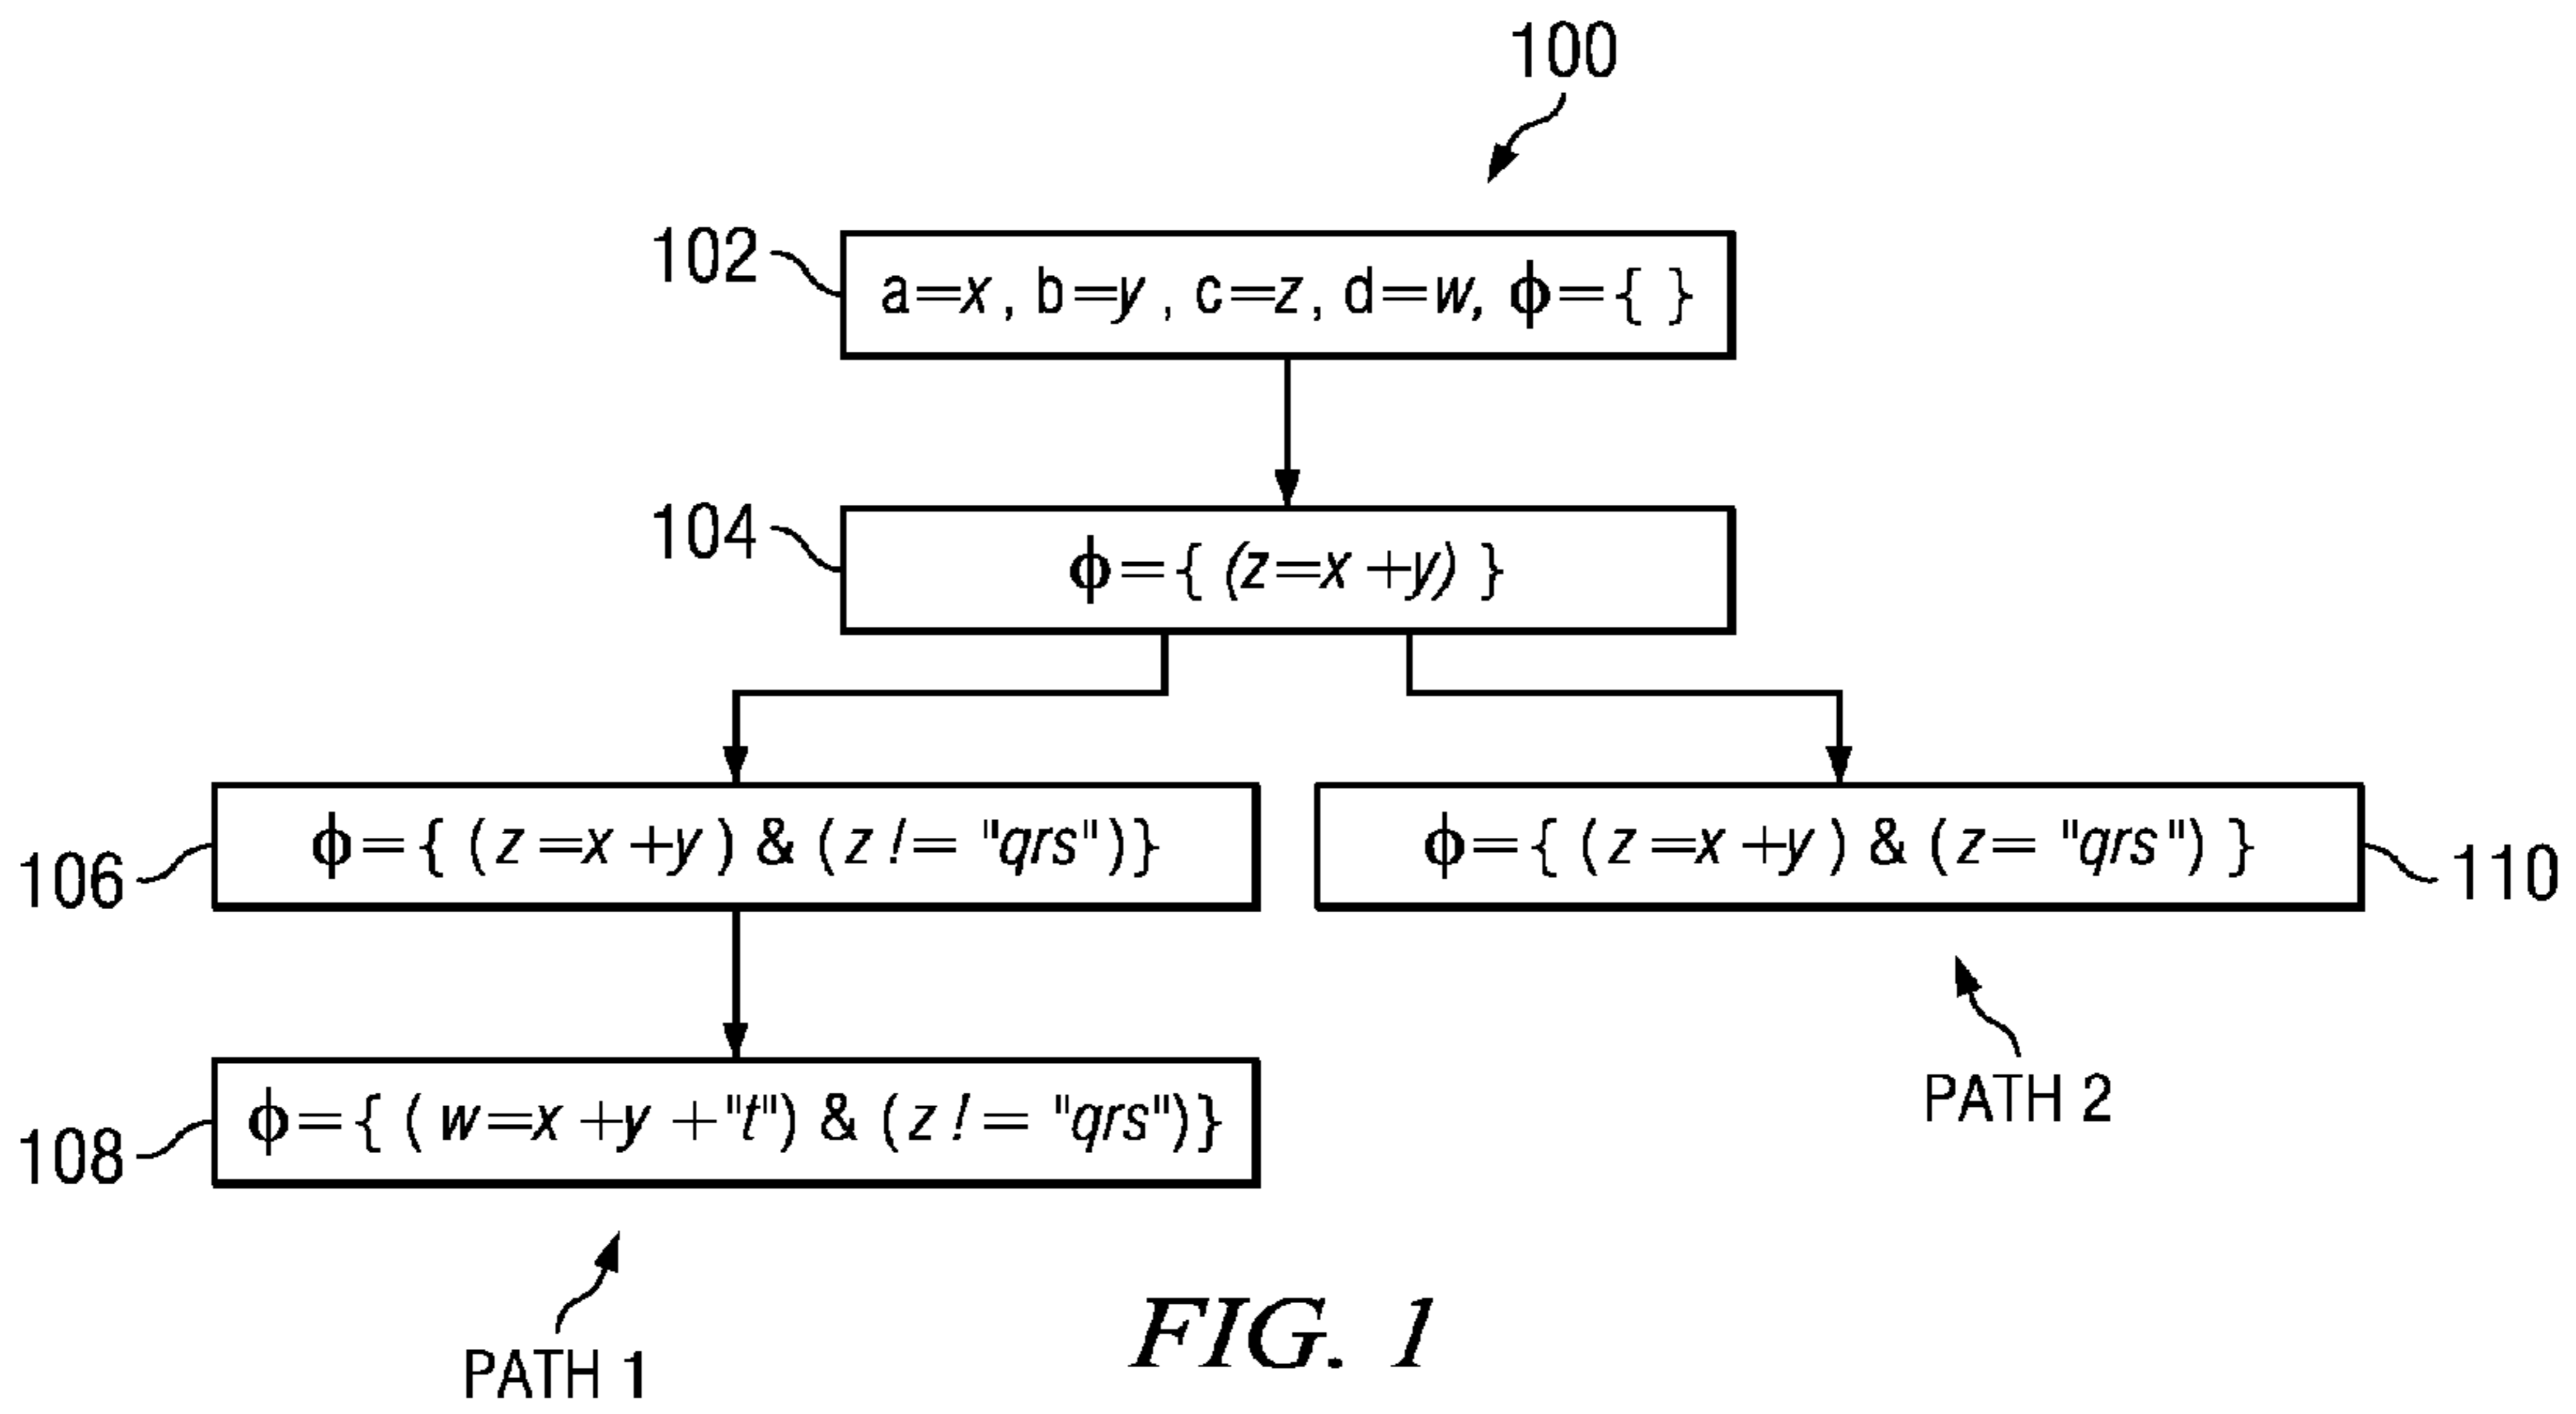 100
102
a=x, b=y, c=z, d=w, ϕ={ }
104
ϕ={ (z=x+y) }
106
ϕ={ (z=x+y) & (z != "qrs")}
ϕ={ (z=x+y) & (z= "qrs") }
110
108
ϕ={ ( w=x+y+"t") & (z != "qrs")}
PATH 2
PATH 1
FIG. 1